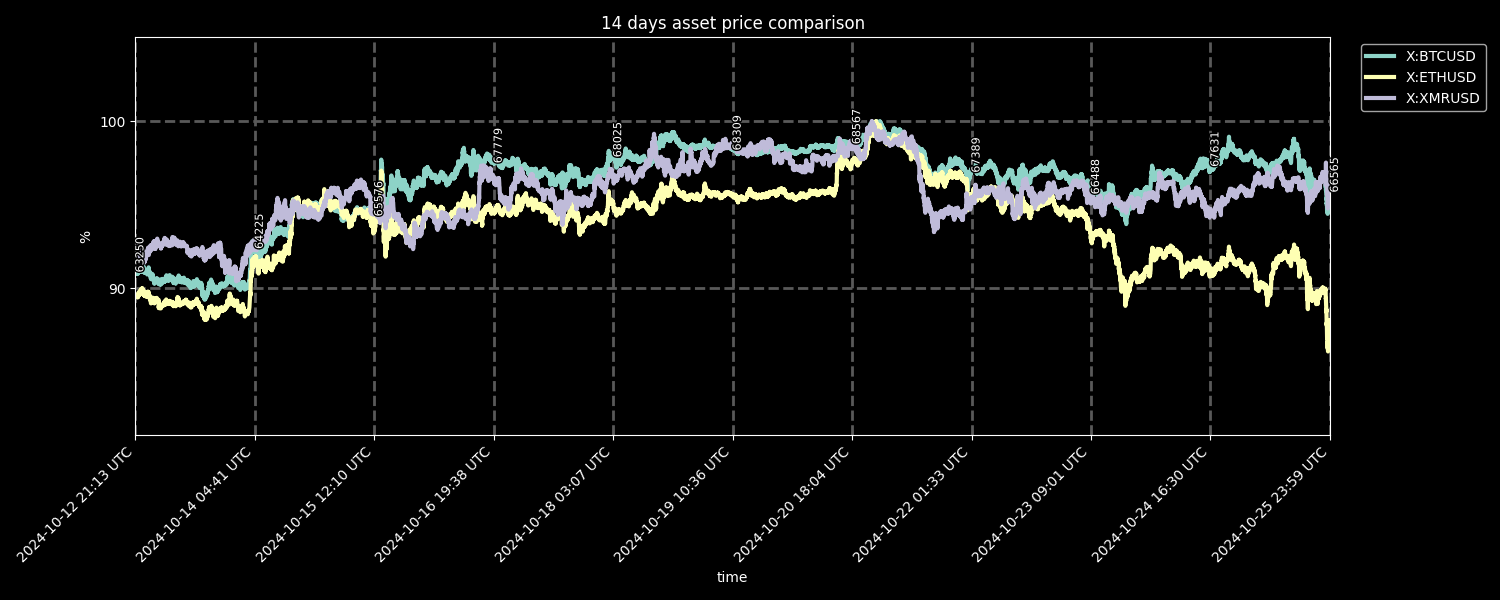 14 days asset price comparison
X:BTCUSD
X:ETHUSD
X:XMRUSD
%
100
90
63250
64225
65576
67779
68025
68309
68567
67389
66488
67631
66565
2024-10-12 21:13 UTC
2024-10-14 04:41 UTC
2024-10-15 12:10 UTC
2024-10-16 19:38 UTC
2024-10-18 03:07 UTC
2024-10-19 10:36 UTC
2024-10-20 18:04 UTC
2024-10-22 01:33 UTC
2024-10-23 09:01 UTC
2024-10-24 16:30 UTC
2024-10-25 23:59 UTC
time